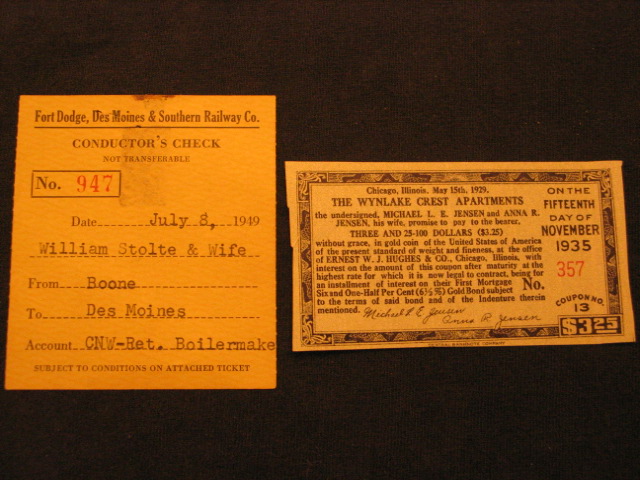 Fort Dodge, Des Moines & Southern Railway Co.
CONDUCTOR'S CHECK
NOT TRANSFERABLE
No. 947
Date July 8, 1949
William Stolte & Wife
From Boone
To Des Moines
Account CNW-Ret. Boilermake
SUBJECT TO CONDITIONS ON ATTACHED TICKET
Chicago, Illinois. May 15th, 1929.
THE WYNLAKE CREST APARTMENTS
the undersigned, MICHAEL L. E. JENSEN and ANNA R.
JENSEN, his wife, promise to pay to the bearer,
THREE AND 25-100 DOLLARS ($3.25)
without grace, in gold coin of the United States of America
of the present standard of weight and fineness, at the office
of ERNEST W. J. HUGHES & CO., Chicago, Illinois, with
interest on the amount of this coupon after maturity at the
highest rate for which it is now legal to contract, being for
an installment of interest on their First Mortgage
Six and One-Half Per Cent (6½%) Gold Bond subject
to the terms of said bond and of the Indenture therein
mentioned.
Michael L E Jensen
Anna R. Jensen
ON THE
FIFTEENTH
DAY OF
NOVEMBER
1935
No. 357
COUPON NO.
13
$3.25